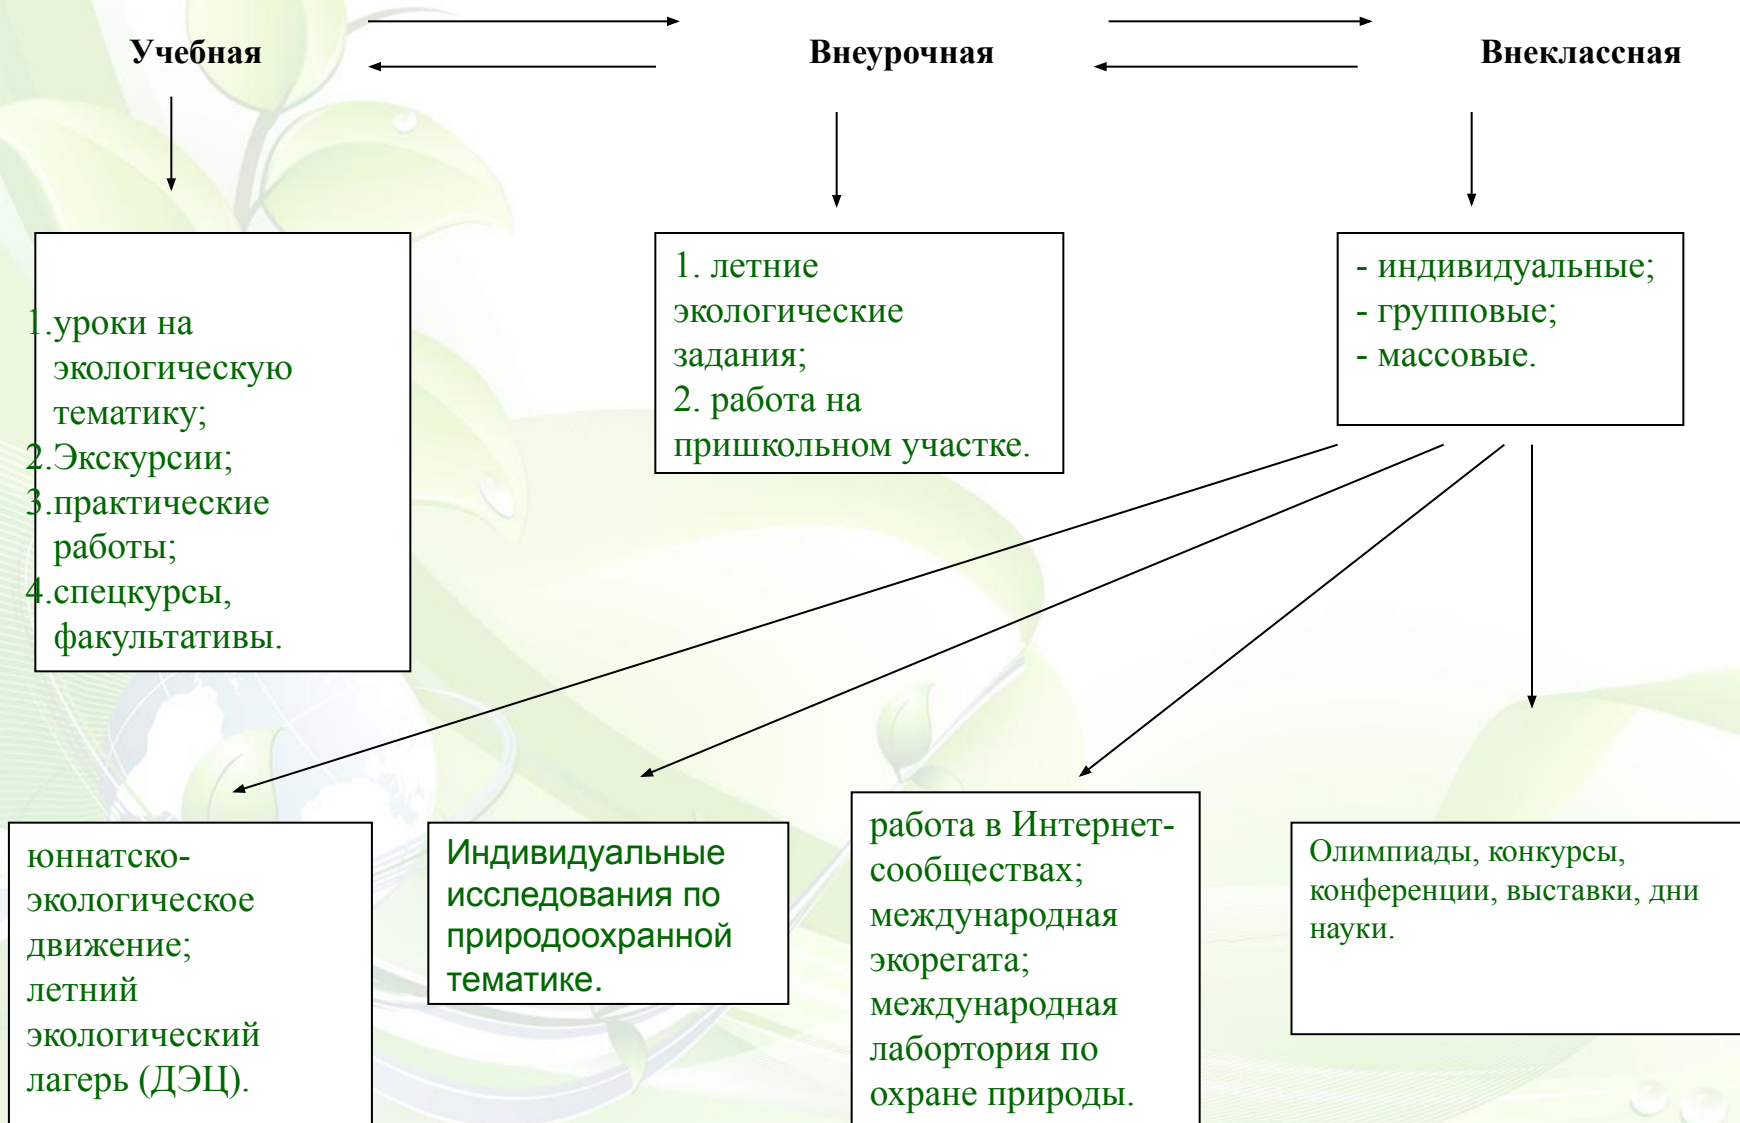 Учебная
Внеурочная
Внеклассная
1.уроки на
экологическую
тематику;
2.Экскурсии;
3.практические
работы;
4.спецкурсы,
факультативы.
1. летние
экологические
задания;
2. работа на
пришкольном участке.
- индивидуальные;
- групповые;
- массовые.
юннатско-
экологическое
движение;
летний
экологический
лагерь (ДЭЦ).
Индивидуальные
исследования по
природоохранной
тематике.
работа в Интернет-
сообществах;
международная
экорегата;
международная
лабортория по
охране природы.
Олимпиады, конкурсы,
конференции, выставки, дни
науки.